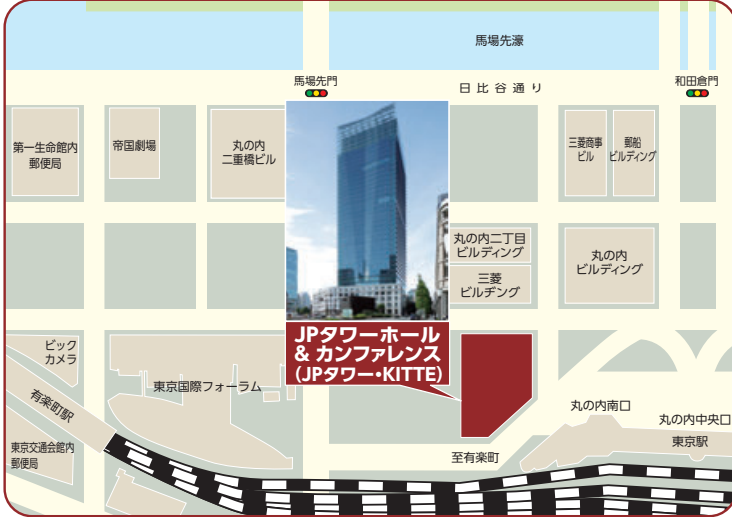 馬場先濠
馬場先門
日比谷通り
和田倉門
第一生命館内
郵便局
帝国劇場
丸の内
二重橋ビル
三菱商事
ビル
郵船
ビルディング
丸の内二丁目
ビルディング
三菱
ビルヂング
丸の内
ビルディング
JPタワーホール
& カンファレンス
(JPタワー・KITTE)
ビック
カメラ
東京国際フォーラム
有楽町駅
丸の内南口
丸の内中央口
東京駅
至有楽町
東京交通会館内
郵便局